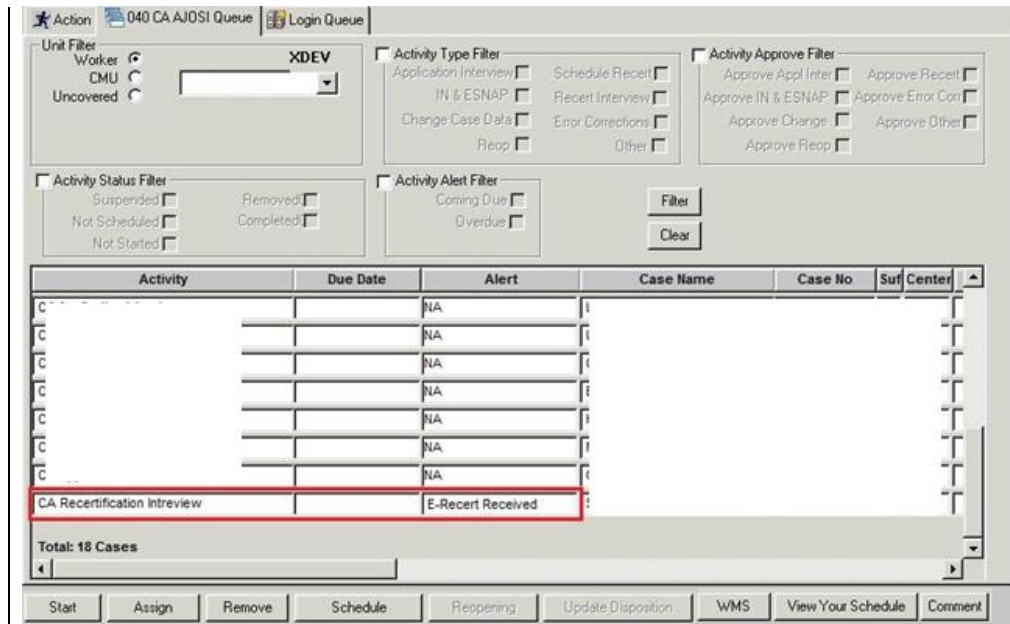 Action 040 CA AJOSI Queue Login Queue
Unit Filter
Worker XDEV
CMU
Uncovered
Activity Type Filter
Application Interview Schedule Recert
IN & ESNAP Recert Interview
Change Case Data Error Corrections
Reop Other
Activity Approve Filter
Approve Appl Inter Approve Recert
Approve IN & ESNAP Approve Error Corr
Approve Change Approve Other
Approve Reop
Activity Status Filter
Suspended Removed
Not Scheduled Completed
Not Started
Activity Alert Filter
Coming Due
Overdue
Filter
Clear
Activity Due Date Alert Case Name Case No Suf Center
NA
NA
NA
NA
NA
NA
NA
CA Recertification Intreview E-Recert Received
Total: 18 Cases
Start Assign Remove Schedule Reopening Update Disposition WMS View Your Schedule Comment